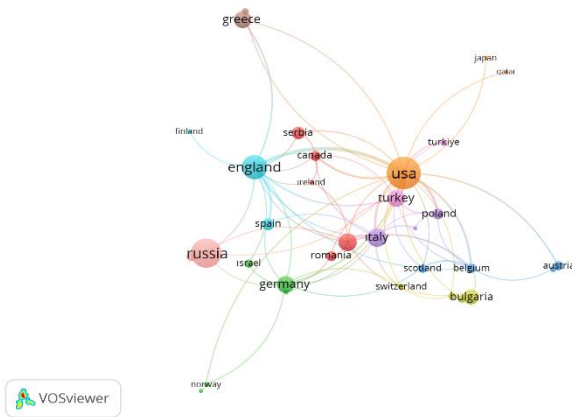 greece
japan
qatar
finland
serbia
turkiye
canada
england
usa
ireland
turkey
poland
spain
italy
russia
romania
israel
scotland
belgium
austria
germany
switzerland
bulgaria
norway
VOSviewer